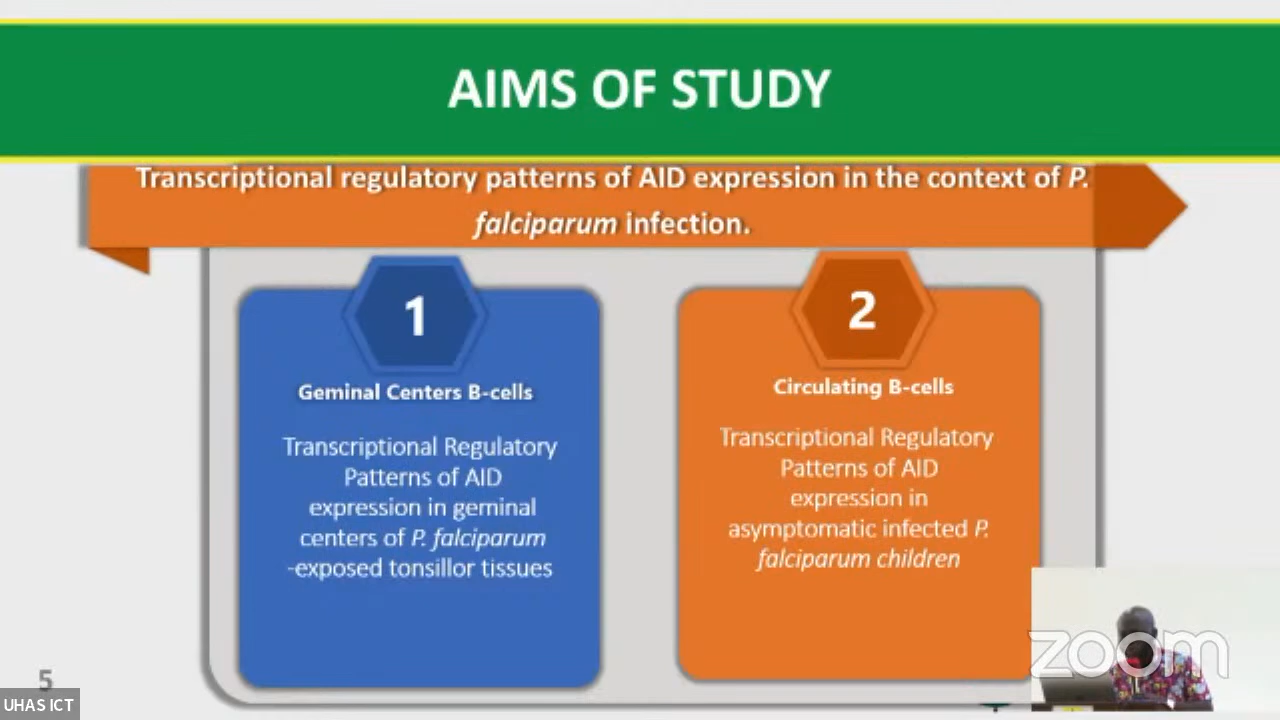 AIMS OF STUDY
Transcriptional regulatory patterns of AID expression in the context of P.
falciparum infection.
1
Geminal Centers B-cells
Transcriptional Regulatory
Patterns of AID
expression in geminal
centers of P. falciparum
-exposed tonsillor tissues
2
Circulating B-cells
Transcriptional Regulatory
Patterns of AID
expression in
asymptomatic infected P.
falciparum children
zoom
5
UHAS ICT